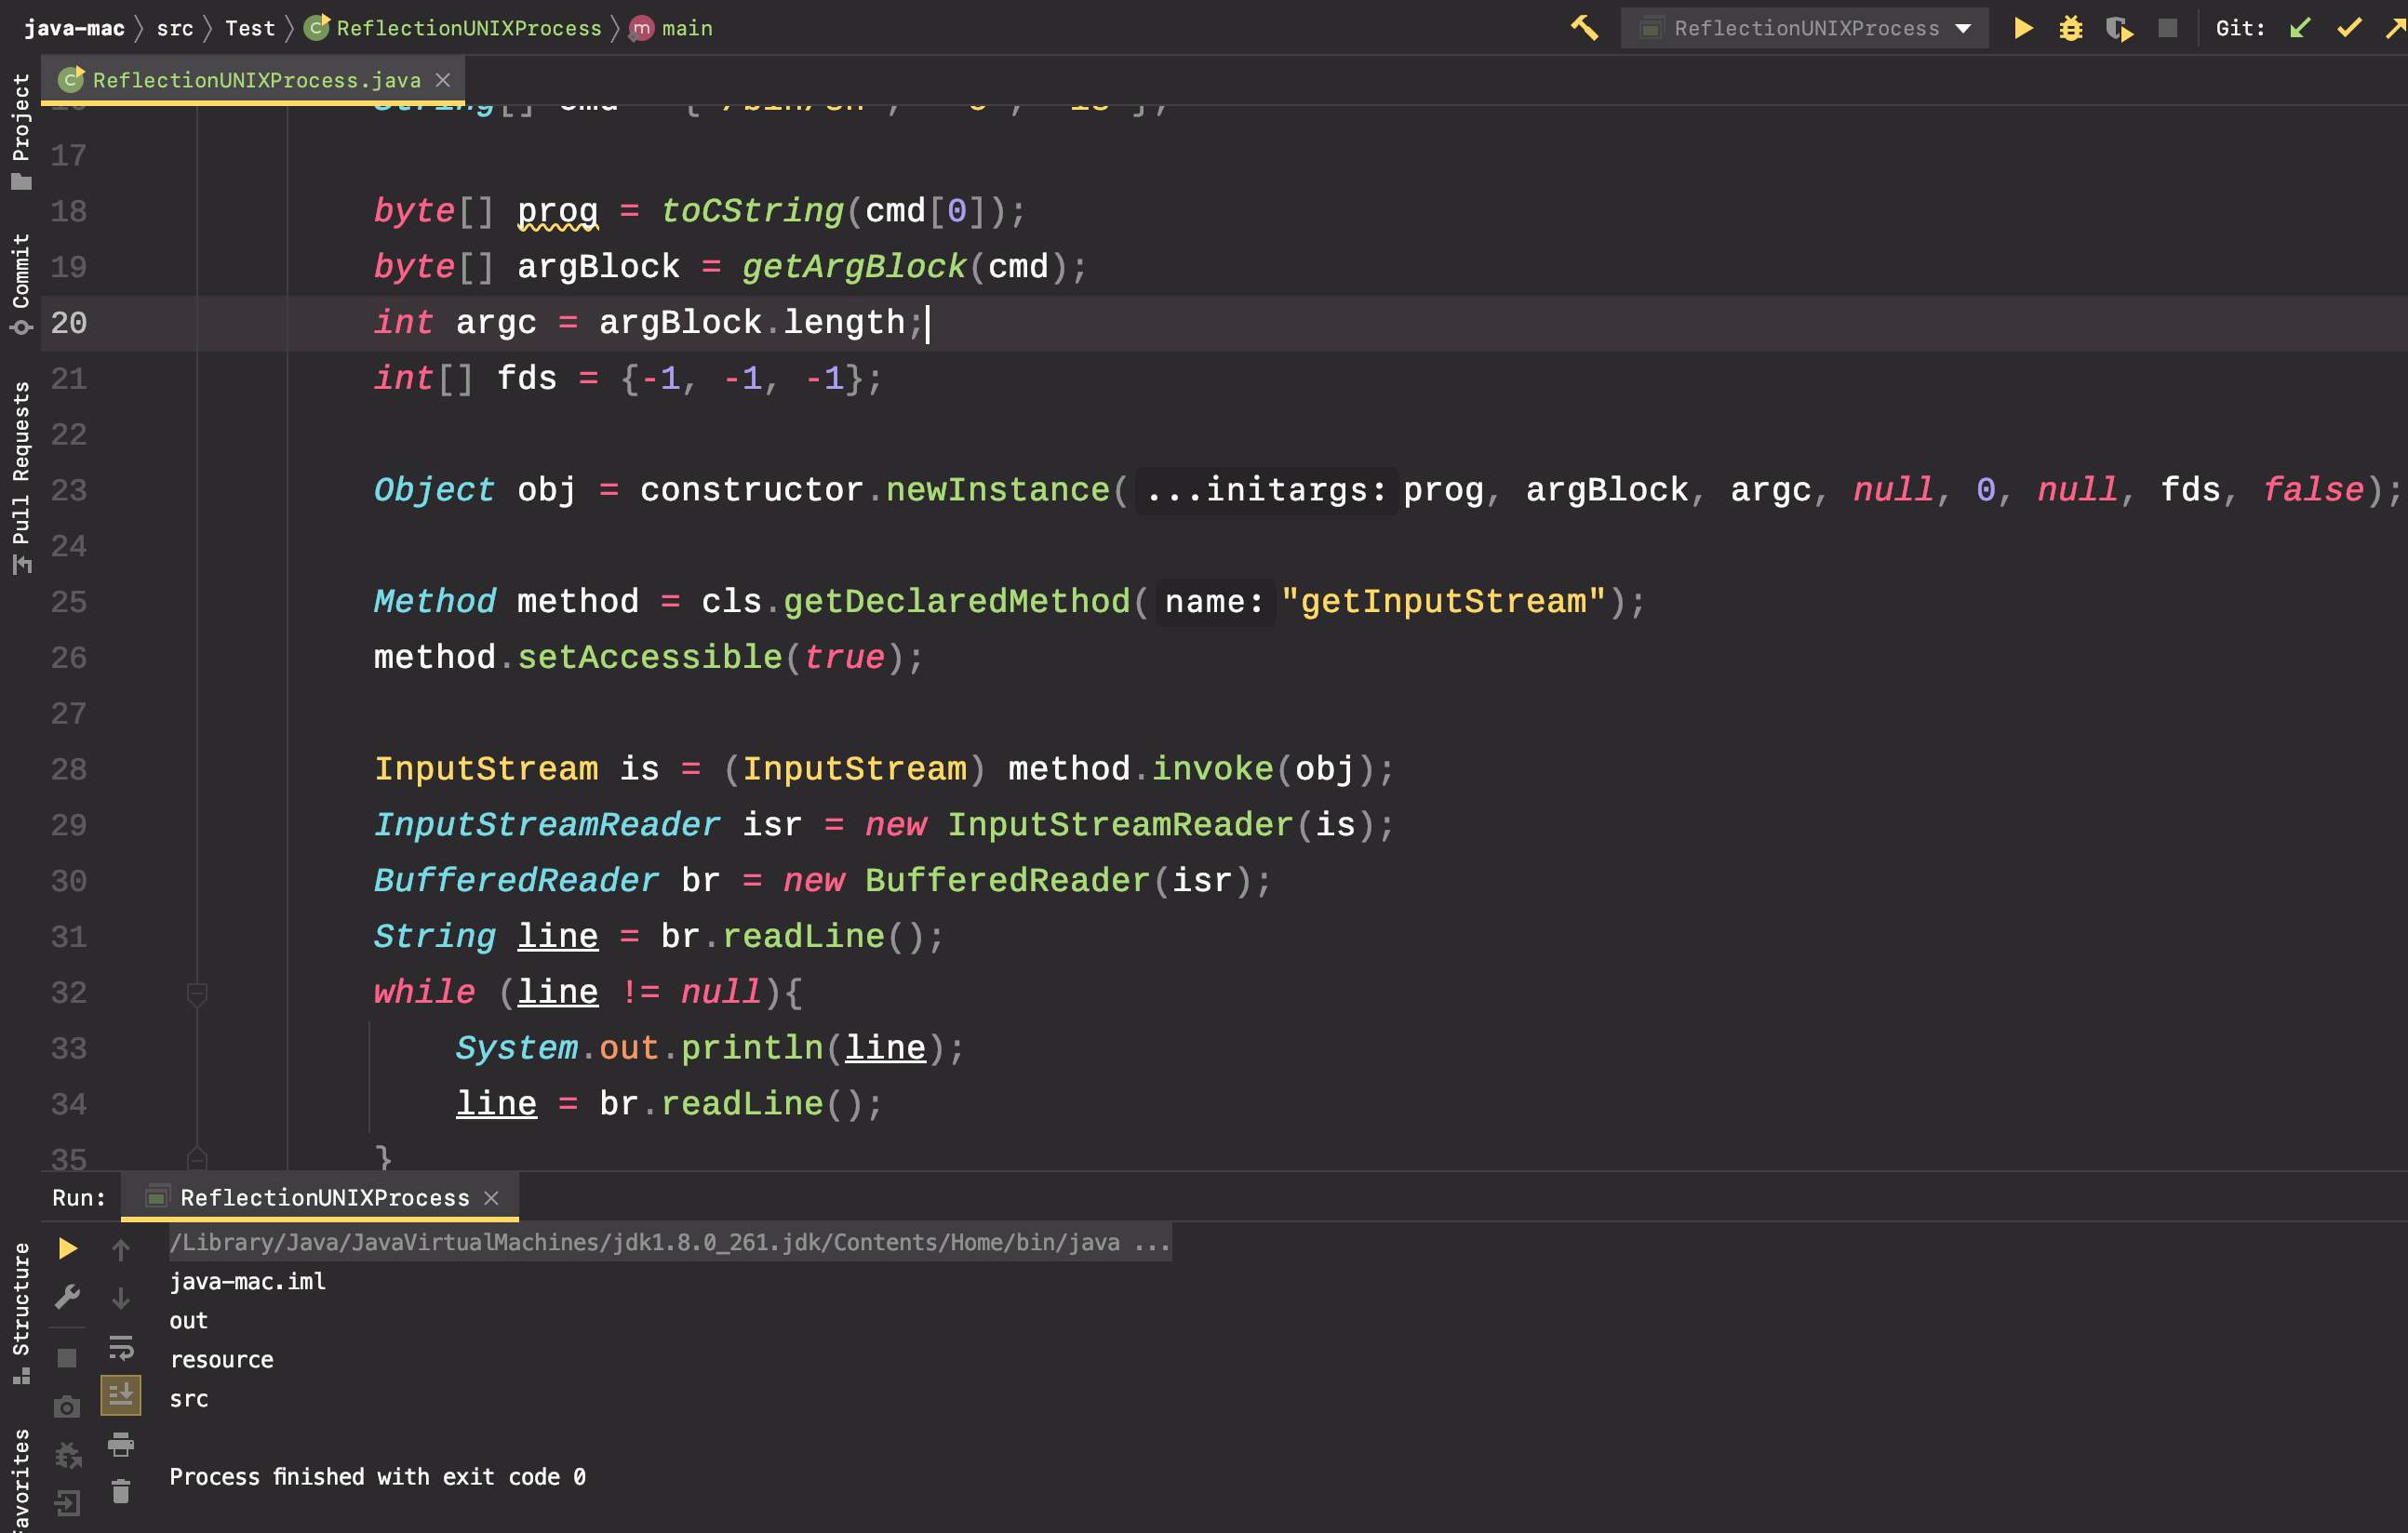 java-mac 〉 src 〉 Test 〉 ReflectionUNIXProcess 〉 main
ReflectionUNIXProcess
Git:
ReflectionUNIXProcess.java
Project
Commit
Pull Requests
Structure
Favorites
17
18 byte[] prog = toCString(cmd[0]);
19 byte[] argBlock = getArgBlock(cmd);
20 int argc = argBlock.length;
21 int[] fds = {-1, -1, -1};
22
23 Object obj = constructor.newInstance( ...initargs: prog, argBlock, argc, null, 0, null, fds, false);
24
25 Method method = cls.getDeclaredMethod( name: "getInputStream");
26 method.setAccessible(true);
27
28 InputStream is = (InputStream) method.invoke(obj);
29 InputStreamReader isr = new InputStreamReader(is);
30 BufferedReader br = new BufferedReader(isr);
31 String line = br.readLine();
32 while (line != null){
33 System.out.println(line);
34 line = br.readLine();
35 }
Run: ReflectionUNIXProcess
/Library/Java/JavaVirtualMachines/jdk1.8.0_261.jdk/Contents/Home/bin/java ...
java-mac.iml
out
resource
src
Process finished with exit code 0